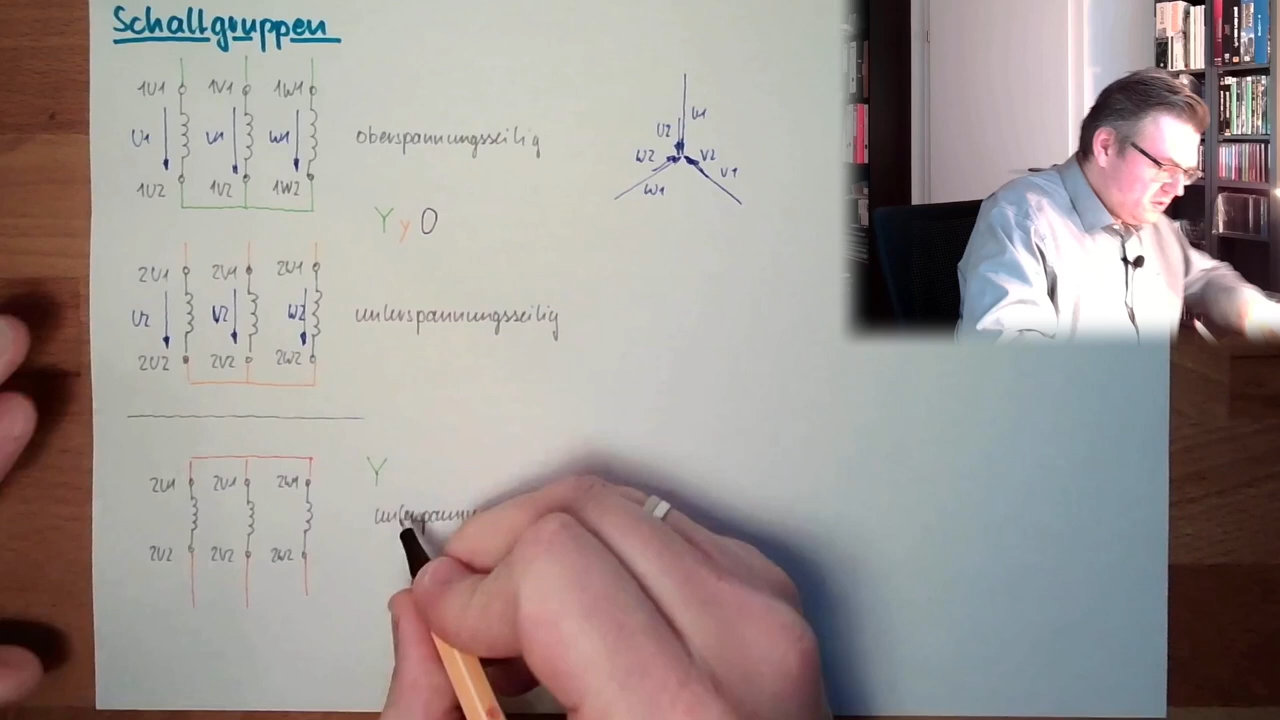 Schaltgruppen
1U1 1V1 1W1
U1 V1 W1 oberspannungsseitig
1U2 1V2 1W2
U1
U2
W2 V2
W1 V1
Y y 0
2U1 2V1 2W1
U2 V2 W2 unterspannungsseitig
2U2 2V2 2W2
Y
2U1 2V1 2W1
2U2 2V2 2W2